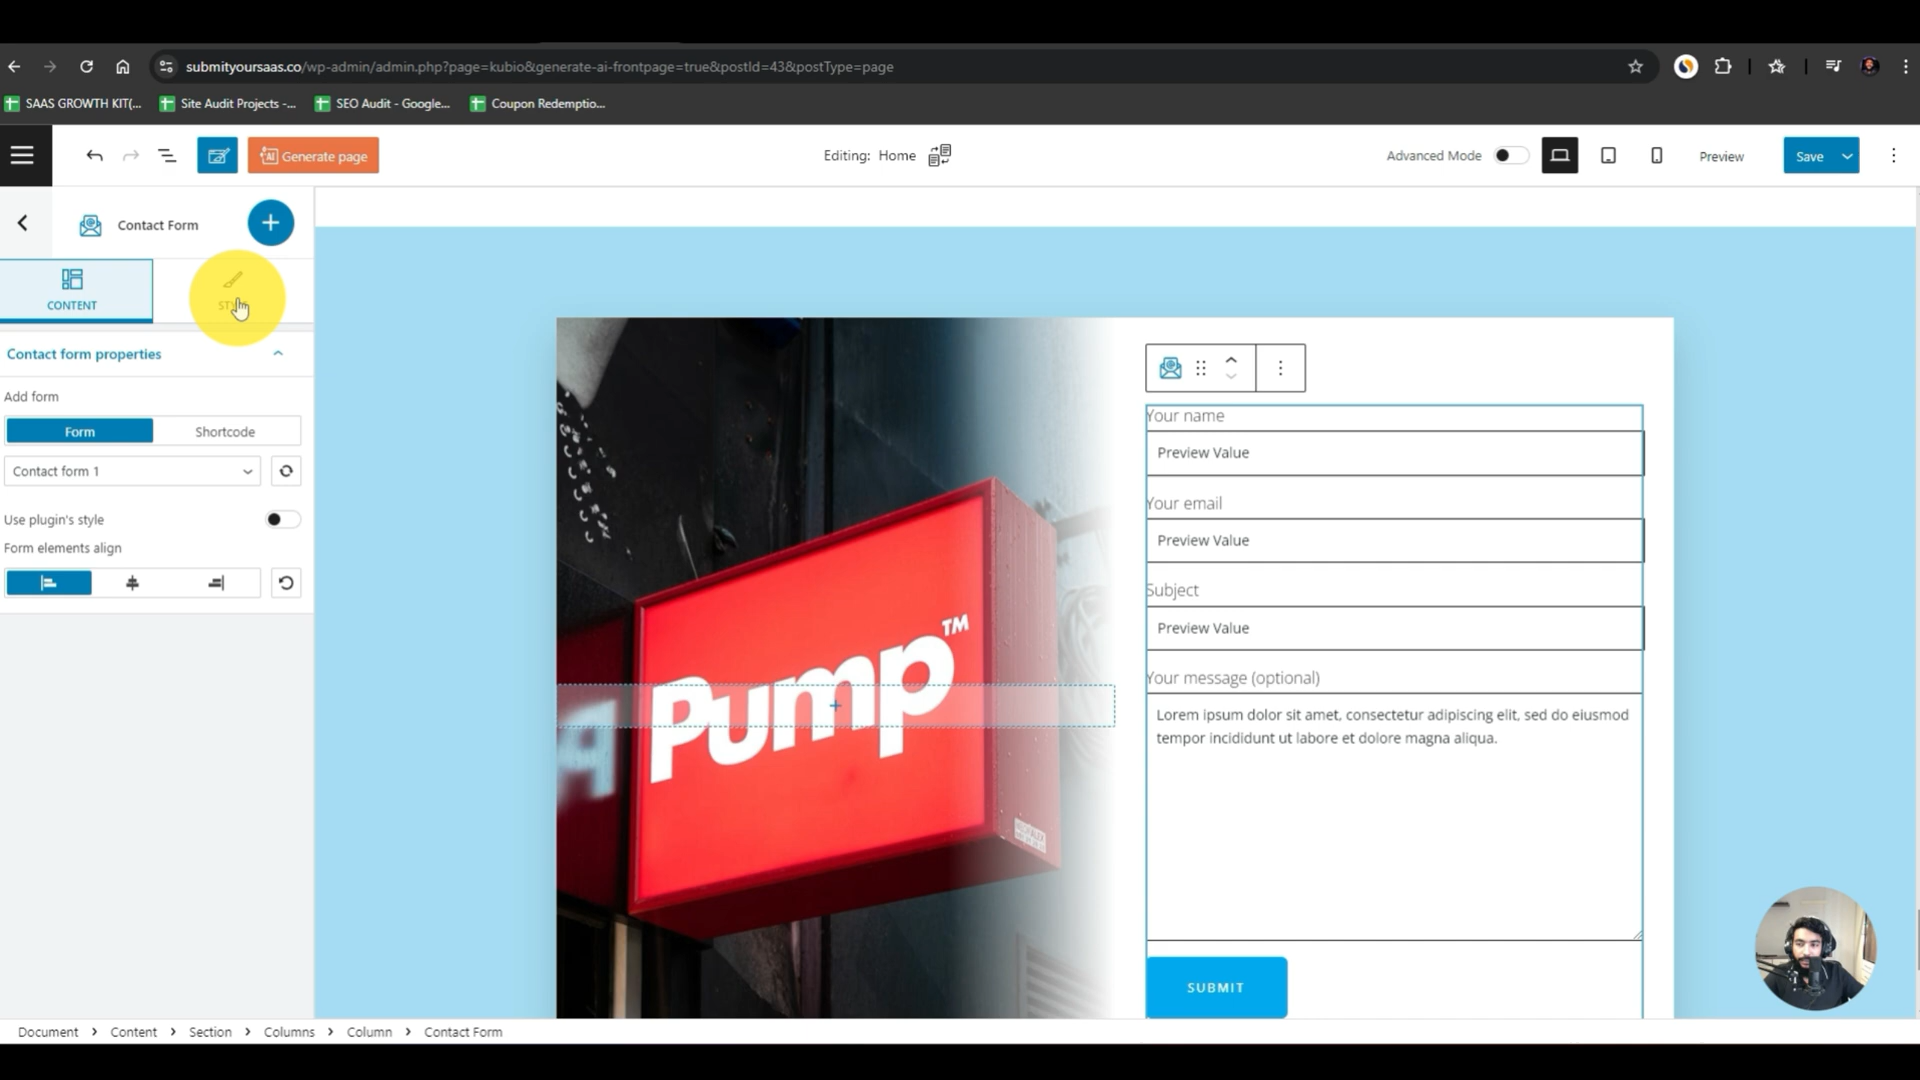 submityoursaas.co/wp-admin/admin.php?page=kubio&generate-ai-frontpage=true&postId=43&postType=page
SAAS GROWTH KIT(... Site Audit Projects -... SEO Audit - Google... Coupon Redemptio...
AI Generate page Editing: Home Advanced Mode Preview Save
Contact Form
CONTENT
Contact form properties
Add form
Form Shortcode
Contact form 1
Use plugin's style
Form elements align
Your name
Preview Value
Your email
Preview Value
Subject
Preview Value
Your message (optional)
Lorem ipsum dolor sit amet, consectetur adipiscing elit, sed do eiusmod
tempor incididunt ut labore et dolore magna aliqua.
SUBMIT
Pump™
Document > Content > Section > Columns > Column > Contact Form